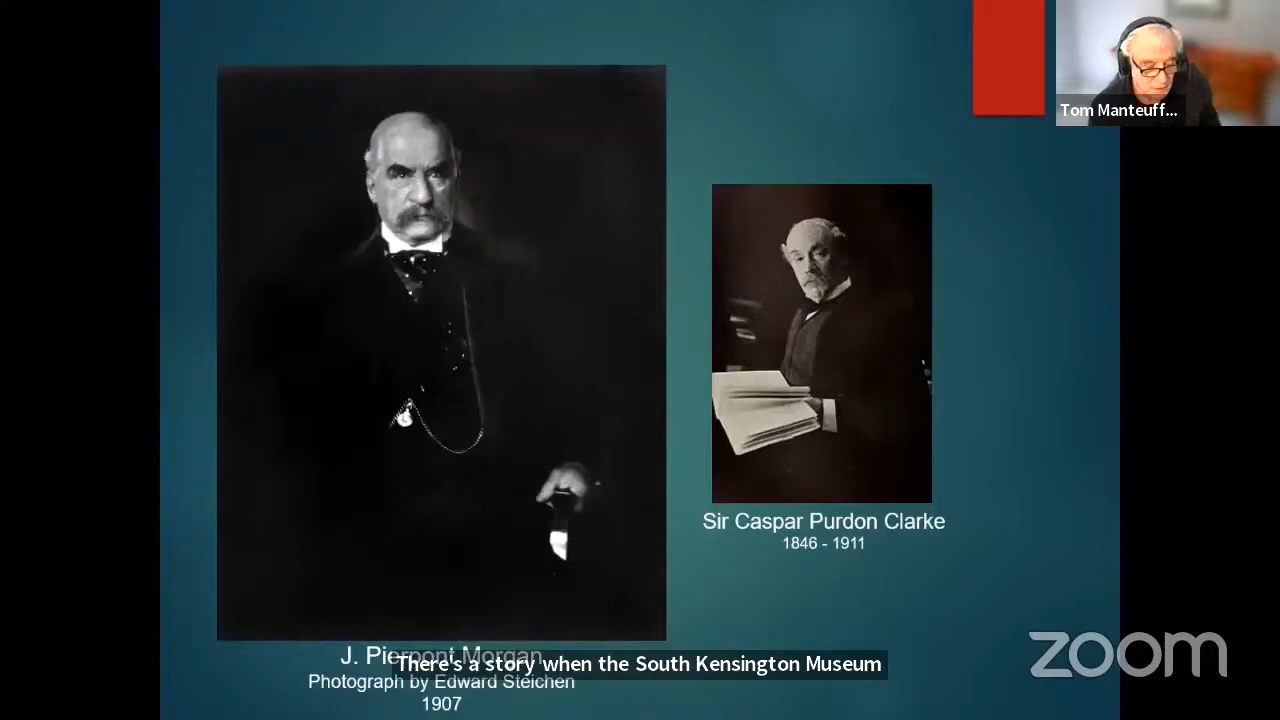 Tom Manteuff...
Sir Caspar Purdon Clarke
1846 - 1911
J. Pierpont Morgan
There's a story when the South Kensington Museum
Photograph by Edward Steichen
1907
zoom